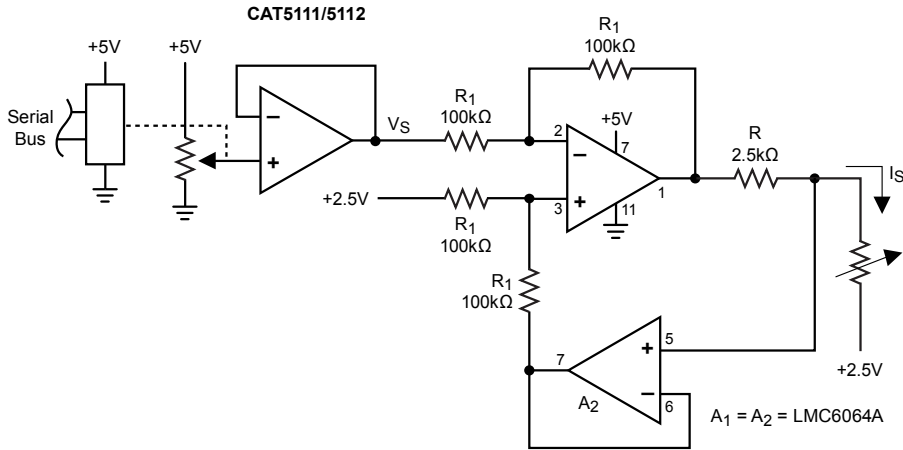 CAT5111/5112
+5V
+5V
Serial
Bus
VS
R1
100kΩ
R1
100kΩ
+2.5V
R1
100kΩ
R1
100kΩ
+5V
2
7
3
11
1
R
2.5kΩ
IS
+2.5V
7
5
6
A2
A1 = A2 = LMC6064A